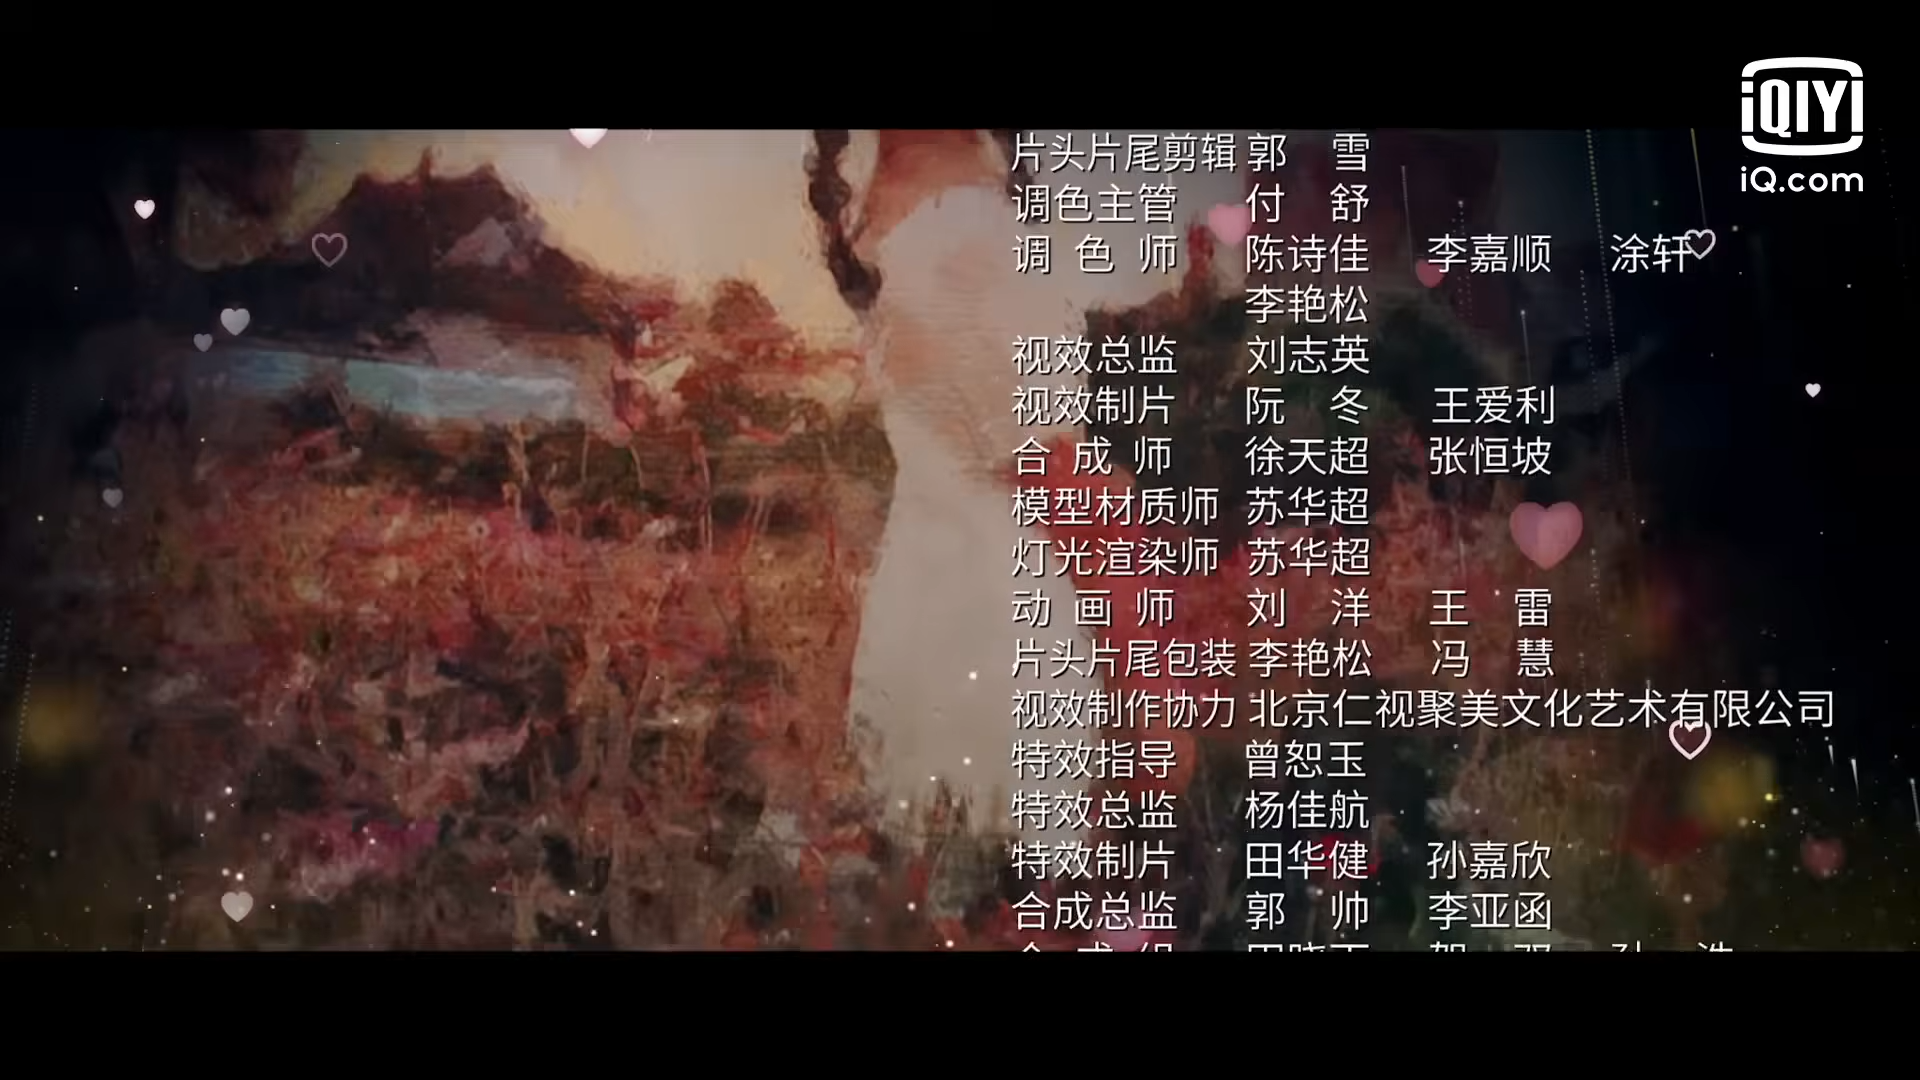 iQIYI
iQ.com
片头片尾剪辑 郭 雪
调色主管 付 舒
调色师 陈诗佳 李嘉顺 涂轩
李艳松
视效总监 刘志英
视效制片 阮 冬 王爱利
合成师 徐天超 张恒坡
模型材质师 苏华超
灯光渲染师 苏华超
动画师 刘 洋 王 雷
片头片尾包装 李艳松 冯 慧
视效制作协力 北京仁视聚美文化艺术有限公司
特效指导 曾恕玉
特效总监 杨佳航
特效制片 田华健 孙嘉欣
合成总监 郭 帅 李亚函